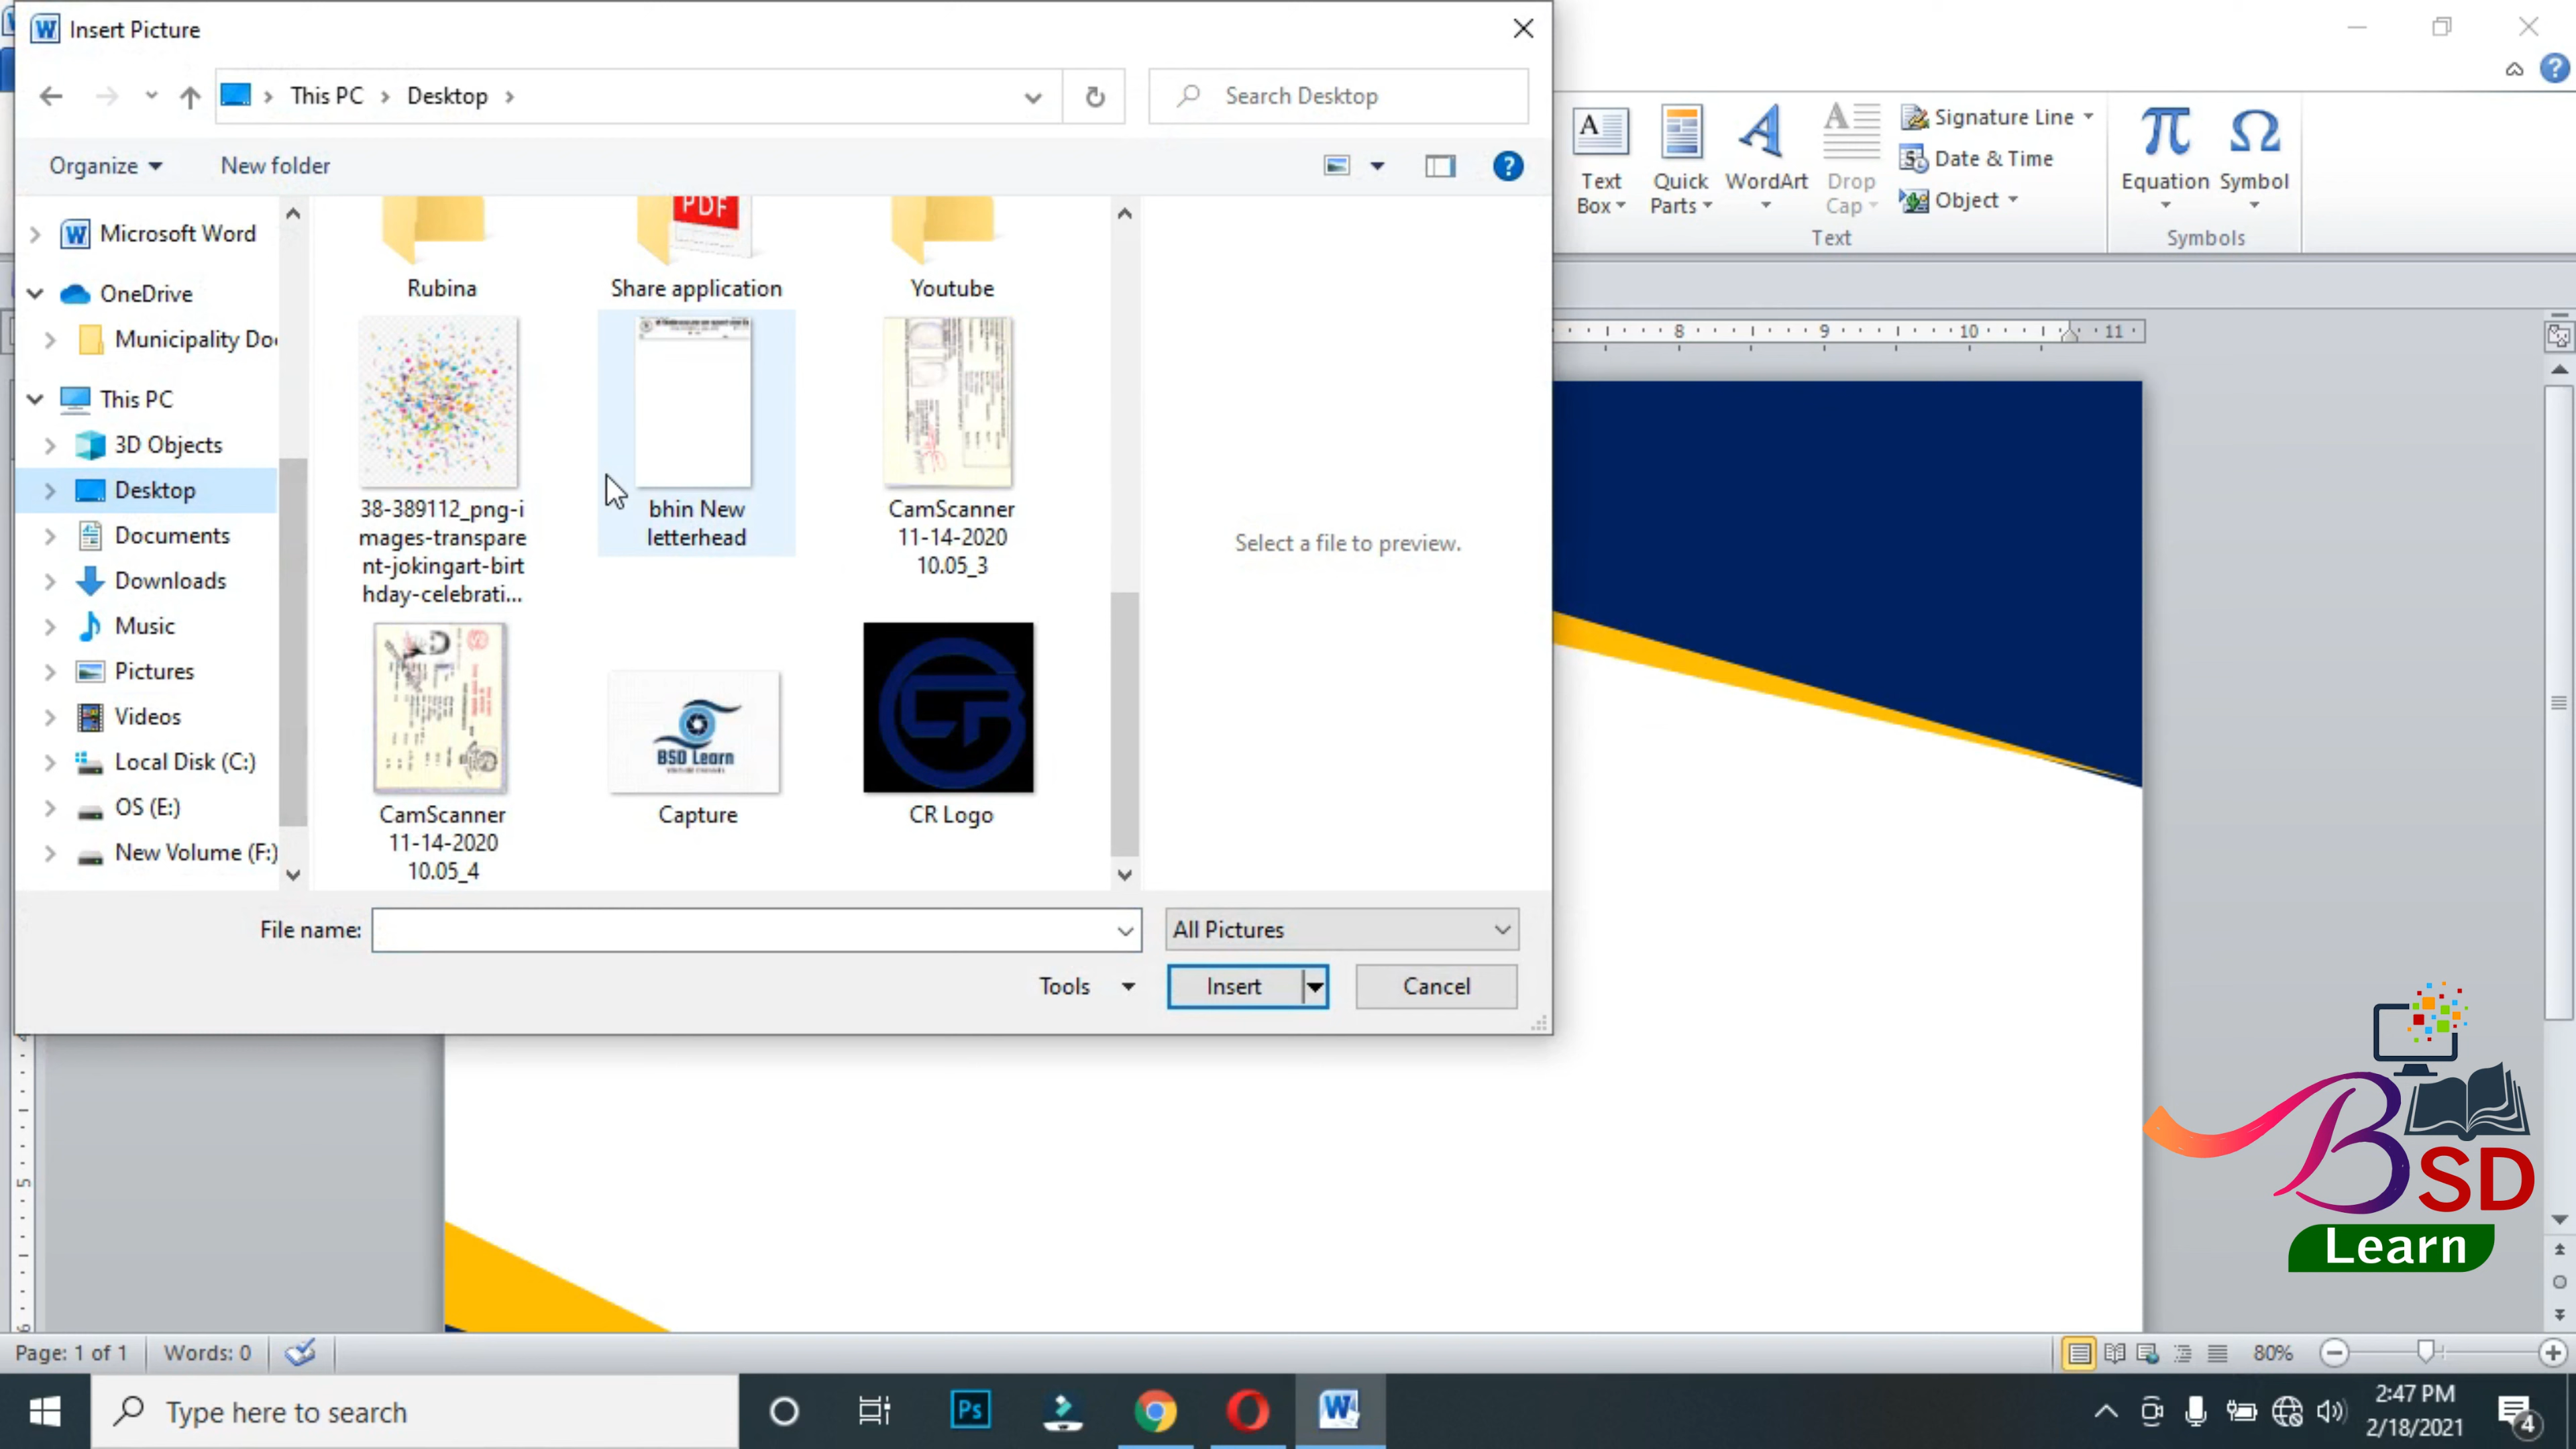 Insert Picture
This PC
Desktop
Search Desktop
Organize
New folder
Microsoft Word
OneDrive
Municipality Do
This PC
3D Objects
Desktop
Documents
Downloads
Music
Pictures
Videos
Local Disk (C:)
OS (E:)
New Volume (F:)
PDF
Rubina
Share application
Youtube
38-389112_png-i
mages-transpare
nt-jokingart-birt
hday-celebrati...
bhin New
letterhead
CamScanner
11-14-2020
10.05_3
CamScanner
11-14-2020
10.05_4
BSD Learn
Capture
CR Logo
Select a file to preview.
File name:
All Pictures
Tools
Insert
Cancel
Text
Box
Quick
Parts
WordArt
Drop
Cap
Signature Line
Date & Time
Object
Text
Equation
Symbol
Symbols
8 9 10 11
5
BSD
Learn
Page: 1 of 1
Words: 0
80%
Type here to search
Ps
2:47 PM
2/18/2021
4